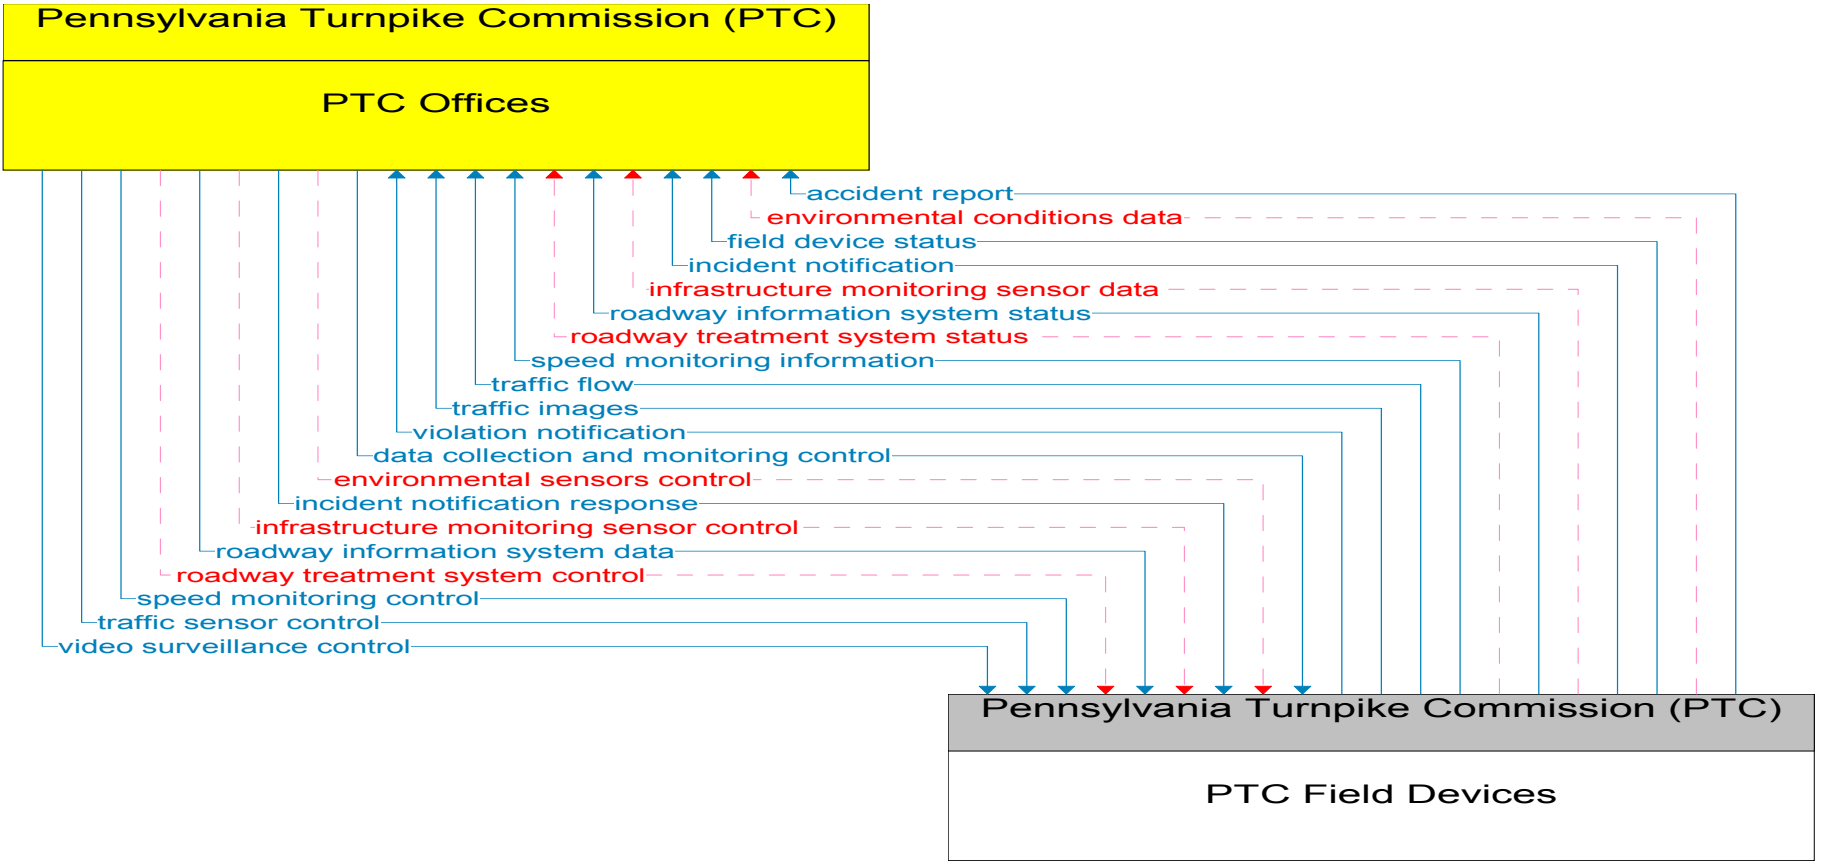 Pennsylvania Turnpike Commission (PTC)
PTC Offices
accident report
environmental conditions data
field device status
incident notification
infrastructure monitoring sensor data
roadway information system status
roadway treatment system status
speed monitoring information
traffic flow
traffic images
violation notification
data collection and monitoring control
environmental sensors control
incident notification response
infrastructure monitoring sensor control
roadway information system data
roadway treatment system control
speed monitoring control
traffic sensor control
video surveillance control
Pennsylvania Turnpike Commission (PTC)
PTC Field Devices